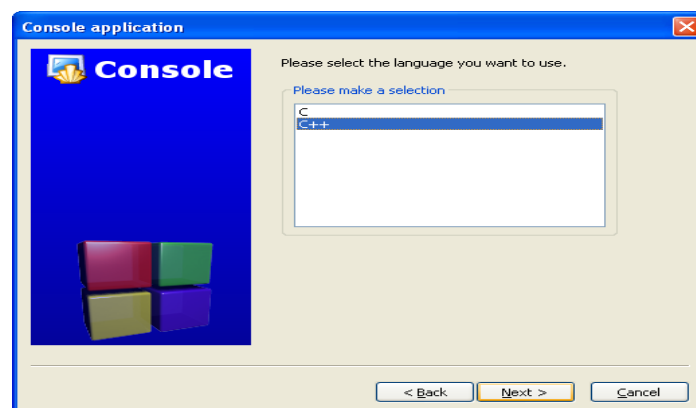 Console application
Console
Please select the language you want to use.
Please make a selection
C
C++
< Back
Next >
Cancel